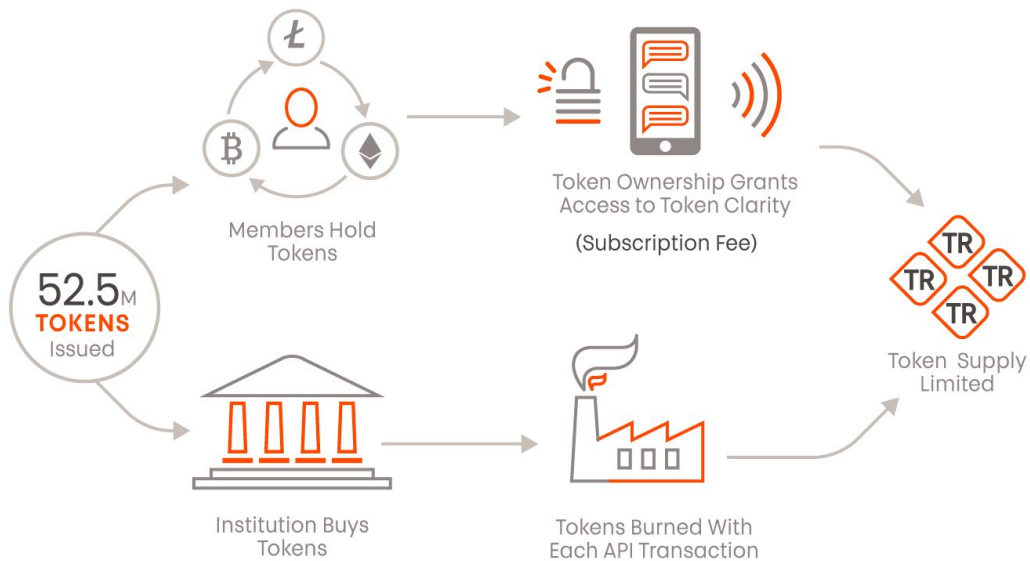 Members Hold
Tokens
Token Ownership Grants
Access to Token Clarity
(Subscription Fee)
52.5M
TOKENS
Issued
TR
TR
TR
TR
Token Supply
Limited
Institution Buys
Tokens
Tokens Burned With
Each API Transaction